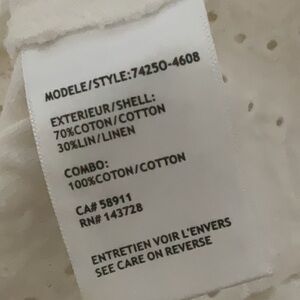 MODELE/STYLE:74250-4608
EXTERIEUR/SHELL:
70%COTON/COTTON
30%LIN/LINEN
COMBO:
100%COTON/COTTON
CA# 58911
RN# 143728
ENTRETIEN VOIR L'ENVERS
SEE CARE ON REVERSE